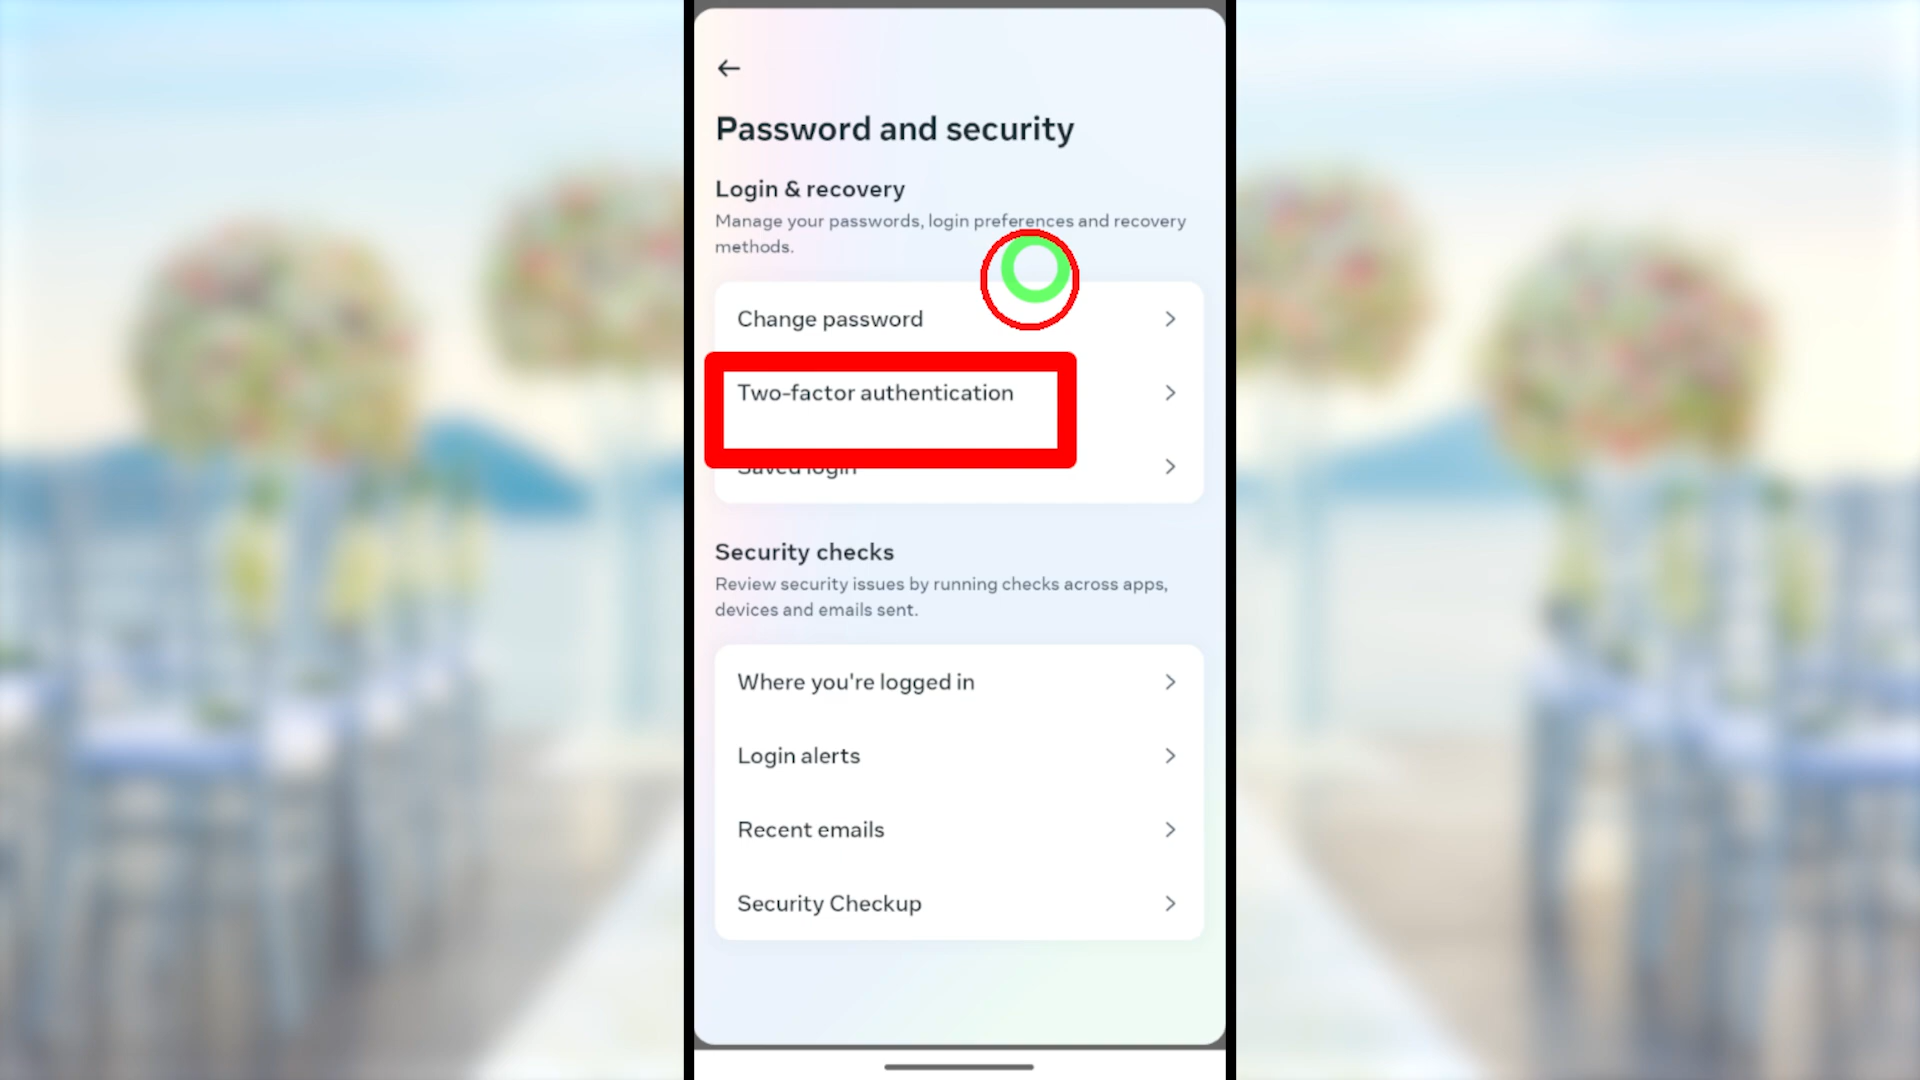 Password and security
Login & recovery
Manage your passwords, login preferences and recovery
methods.
Change password
Two-factor authentication
Saved login
Security checks
Review security issues by running checks across apps,
devices and emails sent.
Where you're logged in
Login alerts
Recent emails
Security Checkup